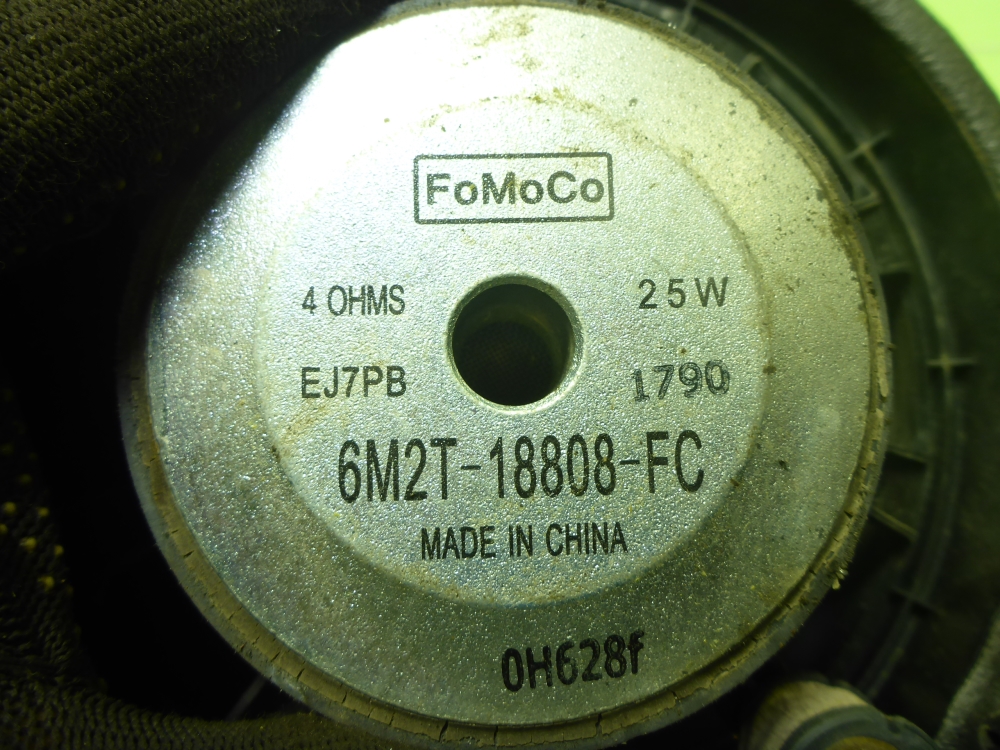 FoMoCo
4 OHMS 25W
EJ7PB 1790
6M2T-18808-FC
MADE IN CHINA
0H628f